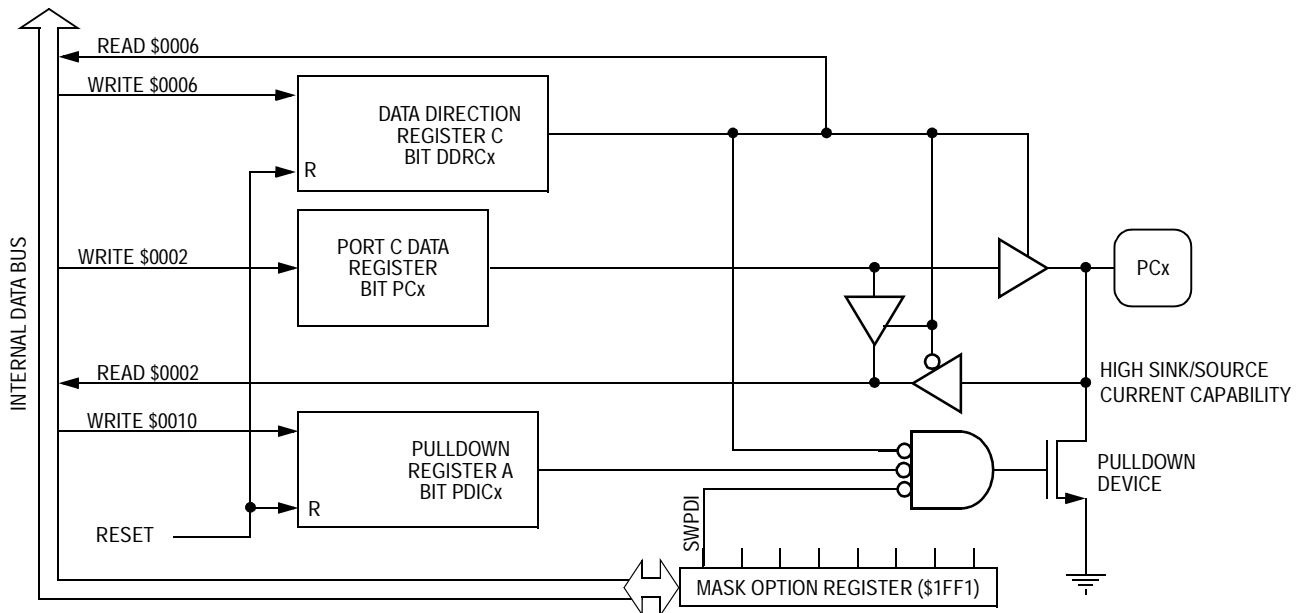 READ $0006
WRITE $0006
DATA DIRECTION
REGISTER C
BIT DDRCx
R
INTERNAL DATA BUS
WRITE $0002
PORT C DATA
REGISTER
BIT PCx
PCx
READ $0002
HIGH SINK/SOURCE
CURRENT CAPABILITY
WRITE $0010
PULLDOWN
REGISTER A
BIT PDICx
R
PULLDOWN
DEVICE
RESET
SWPDI
MASK OPTION REGISTER ($1FF1)